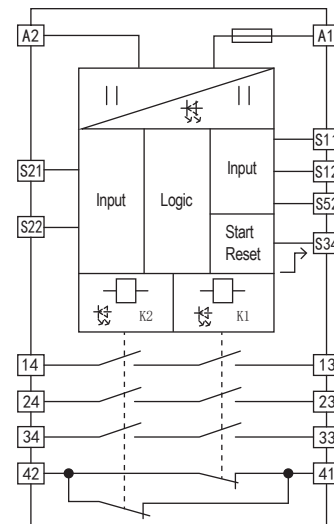 A2 A1
S11
S21 Input Logic Input S12
S52
S22 Start
Reset S34
K2 K1
14 13
24 23
34 33
42 41